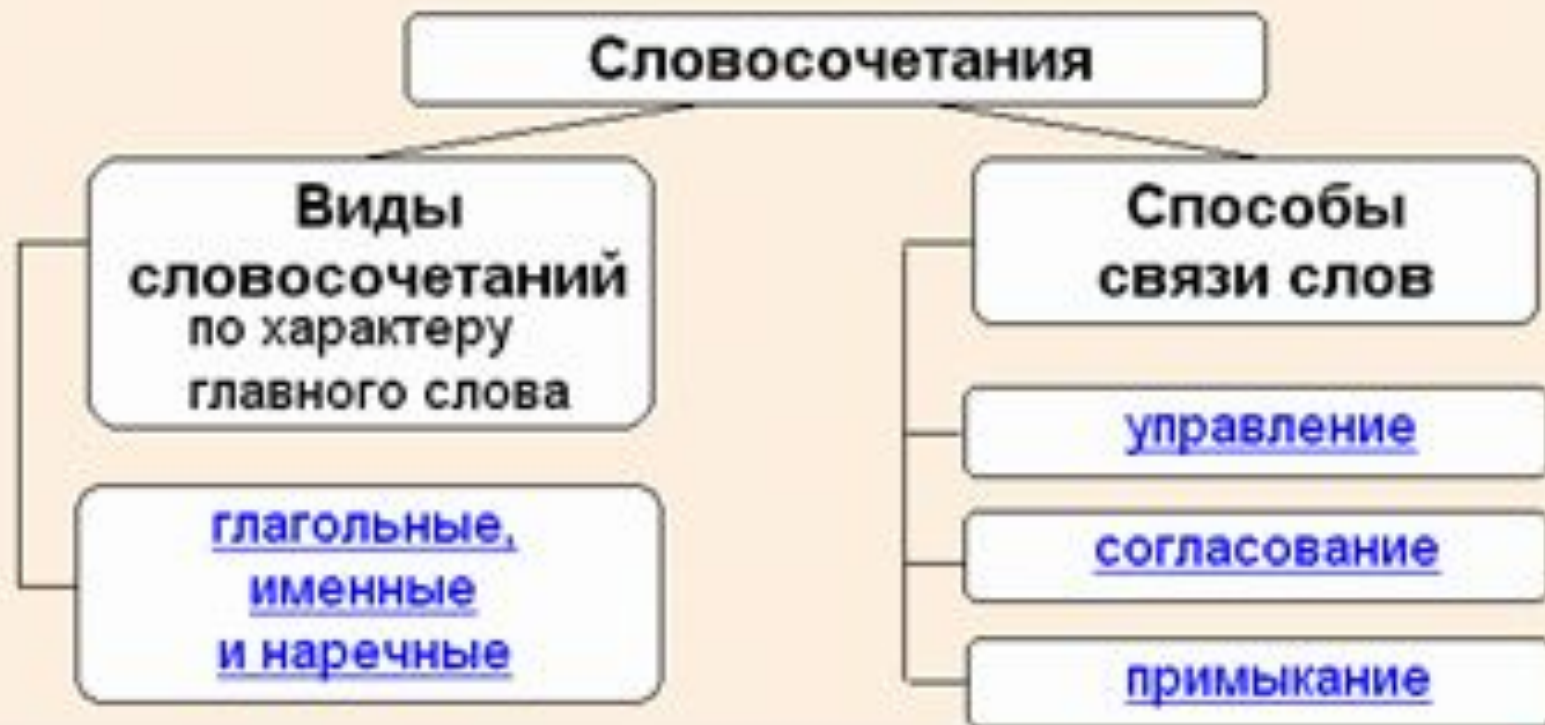 Словосочетания
Виды
словосочетаний
по характеру
главного слова
глагольные,
именные
и наречные
Способы
связи слов
управление
согласование
примыкание